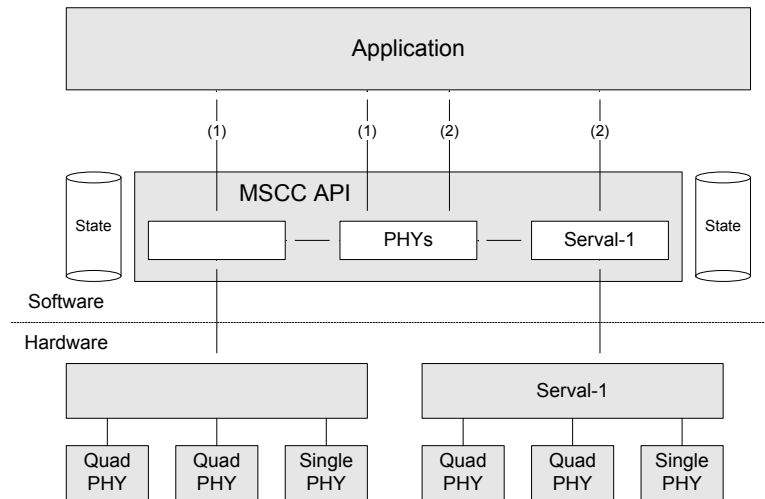 Application
(1) (1) (2) (2)
MSCC API
State
State
PHYs
Serval-1
Software
Hardware
Serval-1
Quad PHY
Quad PHY
Single PHY
Quad PHY
Quad PHY
Single PHY